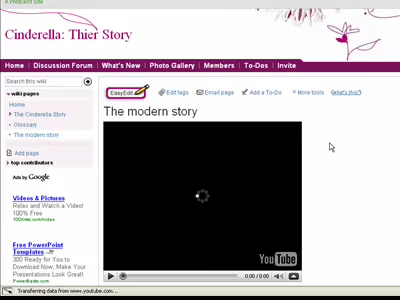 A Wetpaint Site
Cinderella: Thier Story
Home Discussion Forum What's New Photo Gallery Members To-Dos Invite
Search this wiki
wiki pages
Home
The Cinderella Story
Glossary
The modern story
Add page
top contributors
Ads by Google
Videos & Pictures
Relax and Watch a Video!
100% Free
Free PowerPoint
Templates
300 Ready for You to
Download Now, Make Your
Presentations Look Great!
EasyEdit Edit tags Email page Add a To-Do More tools (what's this?)
The modern story
YouTube
0:00 / 0:00
Transferring data from www.youtube.com...